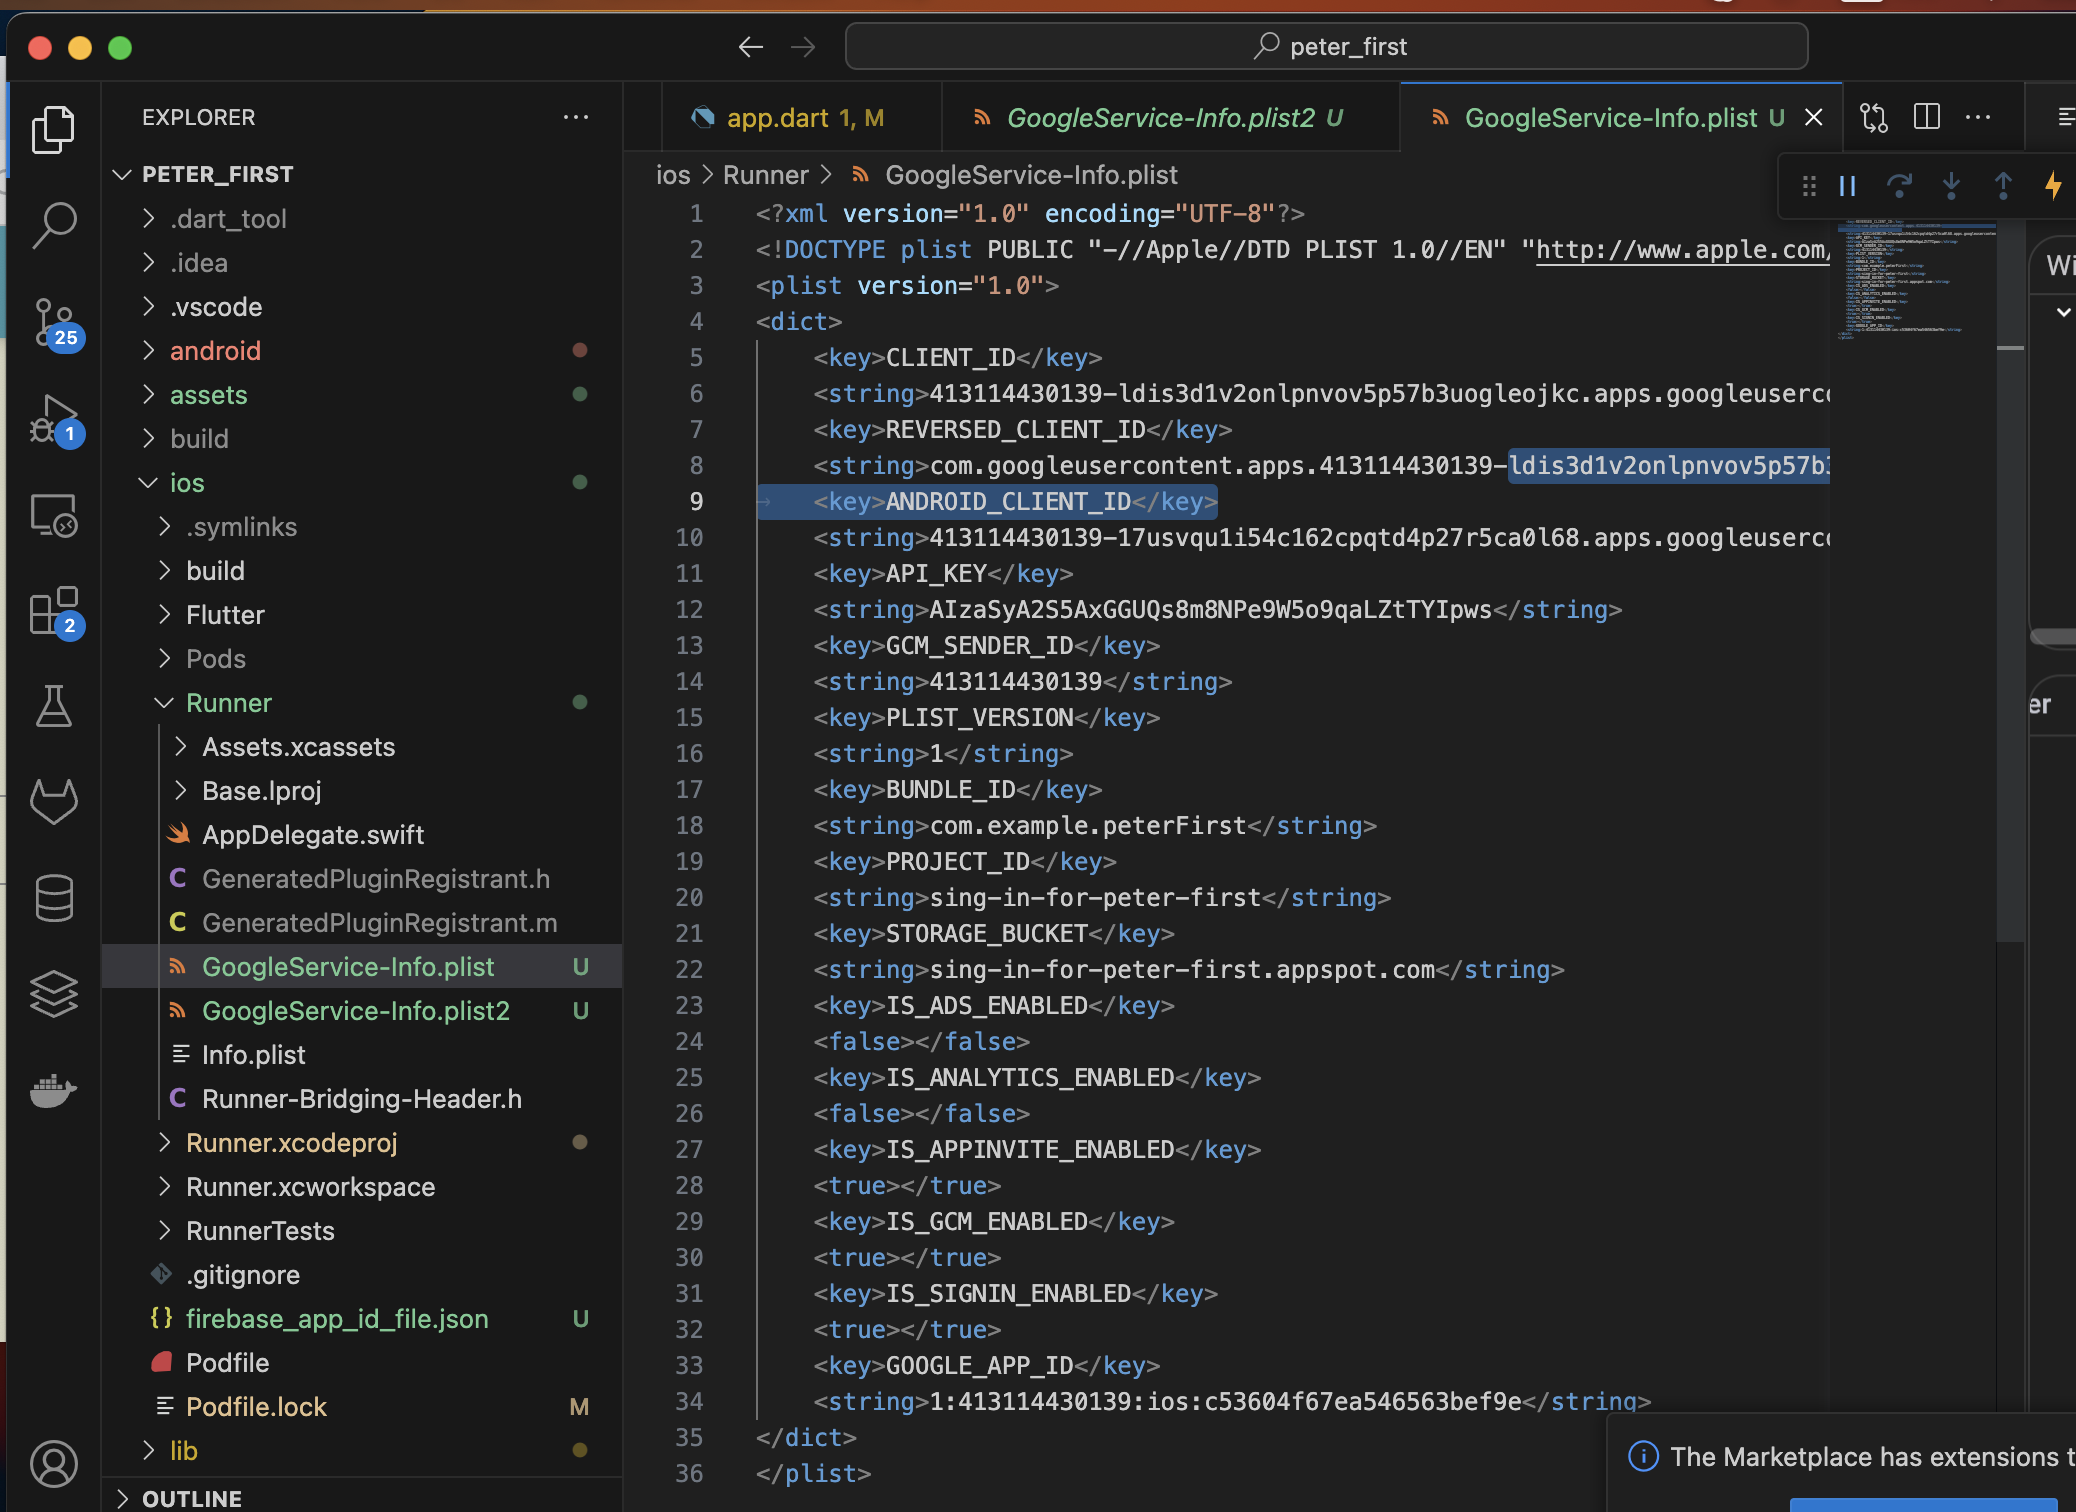 peter_first
EXPLORER
PETER_FIRST
.dart_tool
.idea
.vscode
android
assets
build
ios
.symlinks
build
Flutter
Pods
Runner
Assets.xcassets
Base.lproj
AppDelegate.swift
C GeneratedPluginRegistrant.h
C GeneratedPluginRegistrant.m
GoogleService-Info.plist U
GoogleService-Info.plist2 U
Info.plist
C Runner-Bridging-Header.h
Runner.xcodeproj
Runner.xcworkspace
RunnerTests
.gitignore
{} firebase_app_id_file.json U
Podfile
Podfile.lock M
lib
OUTLINE
25
1
2
app.dart 1, M
GoogleService-Info.plist2 U
GoogleService-Info.plist U
ios > Runner > GoogleService-Info.plist
1 <?xml version="1.0" encoding="UTF-8"?>
2 <!DOCTYPE plist PUBLIC "-//Apple//DTD PLIST 1.0//EN" "http://www.apple.com/
3 <plist version="1.0">
4 <dict>
5 <key>CLIENT_ID</key>
6 <string>413114430139-ldis3d1v2onlpnvov5p57b3uogleojkc.apps.googleuserco
7 <key>REVERSED_CLIENT_ID</key>
8 <string>com.googleusercontent.apps.413114430139-ldis3d1v2onlpnvov5p57b3
9 <key>ANDROID_CLIENT_ID</key>
10 <string>413114430139-17usvqu1i54c162cpqtd4p27r5ca0l68.apps.googleuserco
11 <key>API_KEY</key>
12 <string>AIzaSyA2S5AxGGUQs8m8NPe9W5o9qaLZtTYIpws</string>
13 <key>GCM_SENDER_ID</key>
14 <string>413114430139</string>
15 <key>PLIST_VERSION</key>
16 <string>1</string>
17 <key>BUNDLE_ID</key>
18 <string>com.example.peterFirst</string>
19 <key>PROJECT_ID</key>
20 <string>sing-in-for-peter-first</string>
21 <key>STORAGE_BUCKET</key>
22 <string>sing-in-for-peter-first.appspot.com</string>
23 <key>IS_ADS_ENABLED</key>
24 <false></false>
25 <key>IS_ANALYTICS_ENABLED</key>
26 <false></false>
27 <key>IS_APPINVITE_ENABLED</key>
28 <true></true>
29 <key>IS_GCM_ENABLED</key>
30 <true></true>
31 <key>IS_SIGNIN_ENABLED</key>
32 <true></true>
33 <key>GOOGLE_APP_ID</key>
34 <string>1:413114430139:ios:c53604f67ea546563bef9e</string>
35 </dict>
36 </plist>
Wi
er
The Marketplace has extensions t